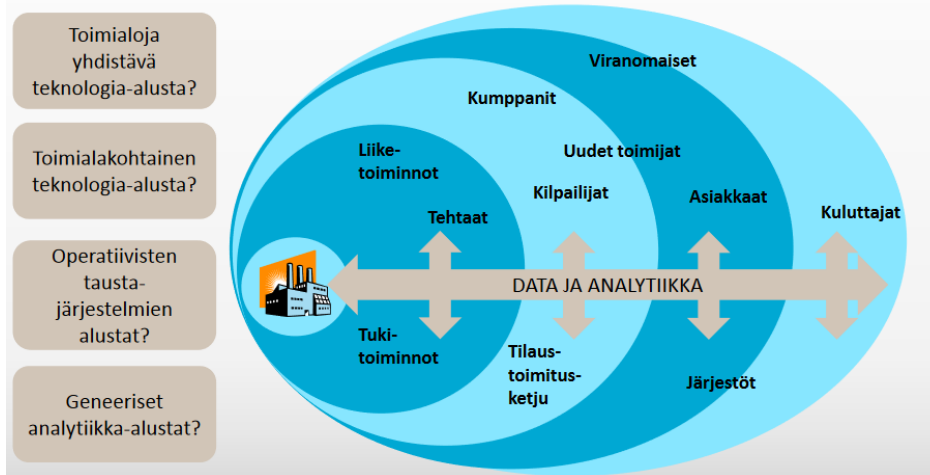 Toimialoja
yhdistävä
teknologia-alusta?
Toimialakohtainen
teknologia-alusta?
Operatiivisten
tausta-
järjestelmien
alustat?
Geneeriset
analytiikka-alustat?
Viranomaiset
Kumppanit
Liike-
toiminnot
Uudet toimijat
Kilpailijat
Asiakkaat
Tehtaat
Kuluttajat
DATA JA ANALYTIIKKA
Tuki-
toiminnot
Tilaus-
toimitus-
ketju
Järjestöt